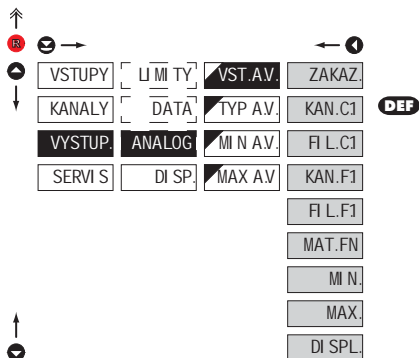 R
VSTUPY LIMITY VST.A.V. ZAKAZ.
KANALY DATA TYP A.V. KAN.C1 DEF
VYSTUP. ANALOG MIN A.V. FIL.C1
SERVIS DISP. MAX A.V KAN.F1
FIL.F1
MAT.FN
MIN.
MAX.
DISPL.